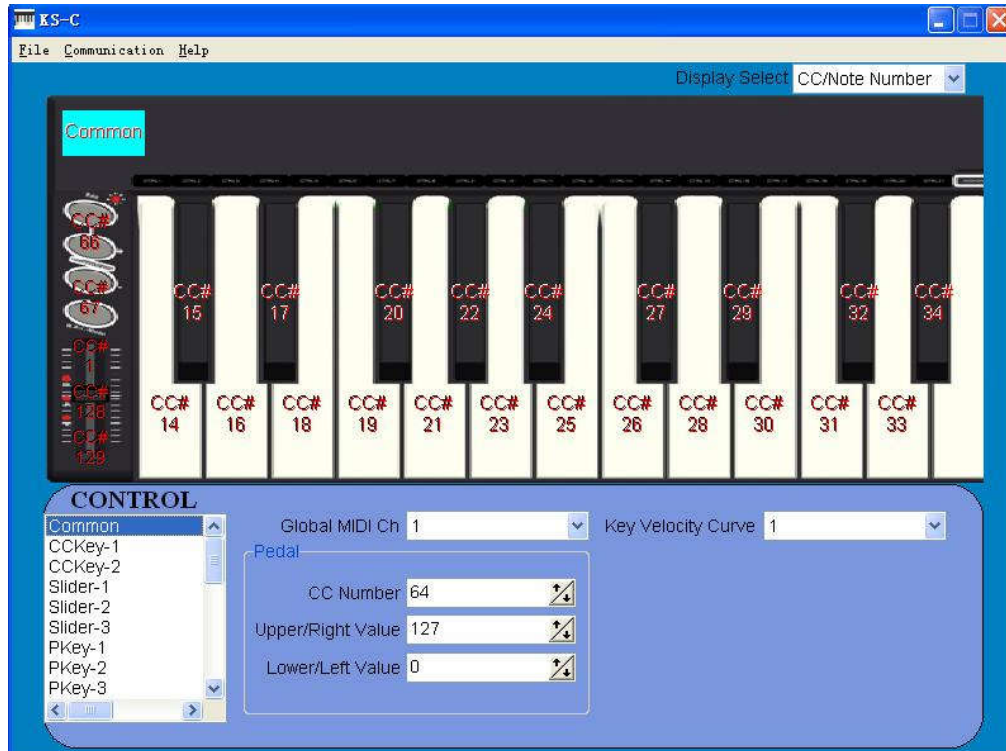 KS-C
File Communication Help
Display Select CC/Note Number
Common
CC#
66
CC#
67
CC#
1
CC#
128
CC#
129
CC# CC# CC# CC# CC# CC# CC# CC# CC#
15 17 20 22 24 27 29 32 34
CC# CC# CC# CC# CC# CC# CC# CC# CC# CC# CC# CC#
14 16 18 19 21 23 25 26 28 30 31 33
CONTROL
Common
CCKey-1
CCKey-2
Slider-1
Slider-2
Slider-3
PKey-1
PKey-2
PKey-3
Global MIDI Ch 1 Key Velocity Curve 1
Pedal
CC Number 64
Upper/Right Value 127
Lower/Left Value 0